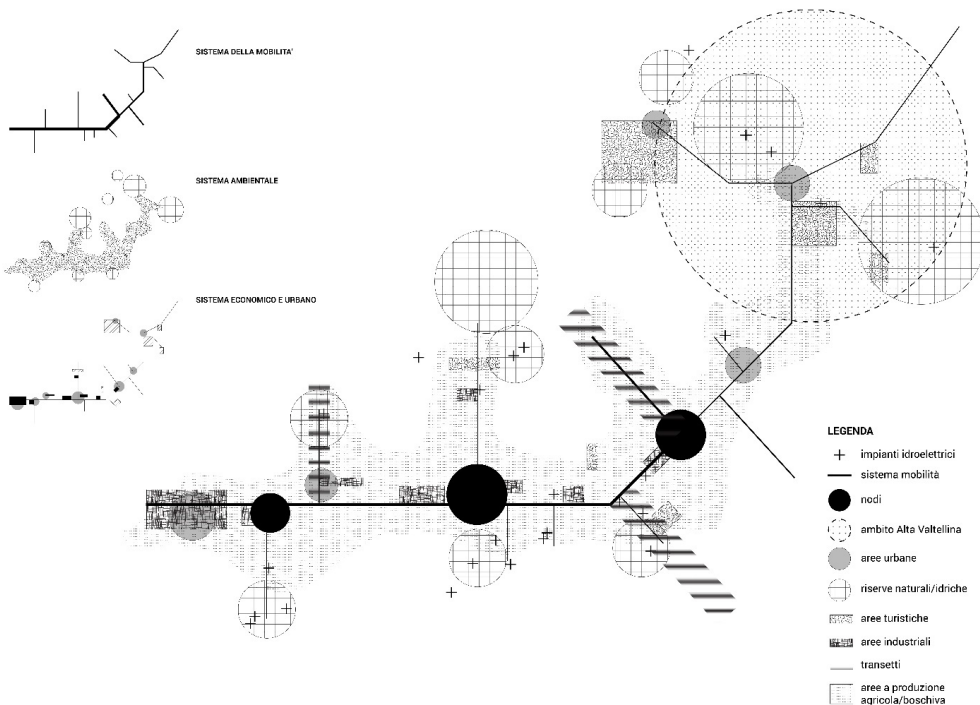 SISTEMA DELLA MOBILITA'
SISTEMA AMBIENTALE
SISTEMA ECONOMICO E URBANO
LEGENDA
impianti idroelettrici
sistema mobilità
nodi
ambito Alta Valtellina
aree urbane
riserve naturali/idriche
aree turistiche
aree industriali
transetti
aree a produzione
agricola/boschiva